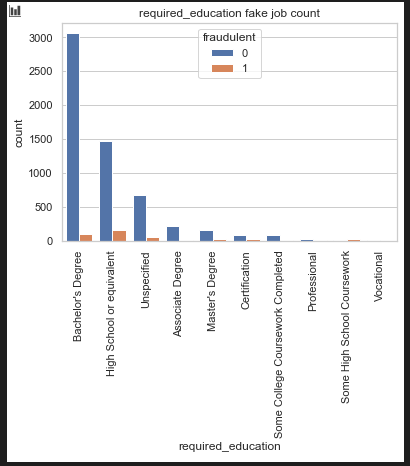 required_education fake job count
fraudulent
0
1
3000
2500
2000
1500
1000
500
0
count
Bachelor's Degree
High School or equivalent
Unspecified
Associate Degree
Master's Degree
Certification
Some College Coursework Completed
Professional
Some High School Coursework
Vocational
required_education